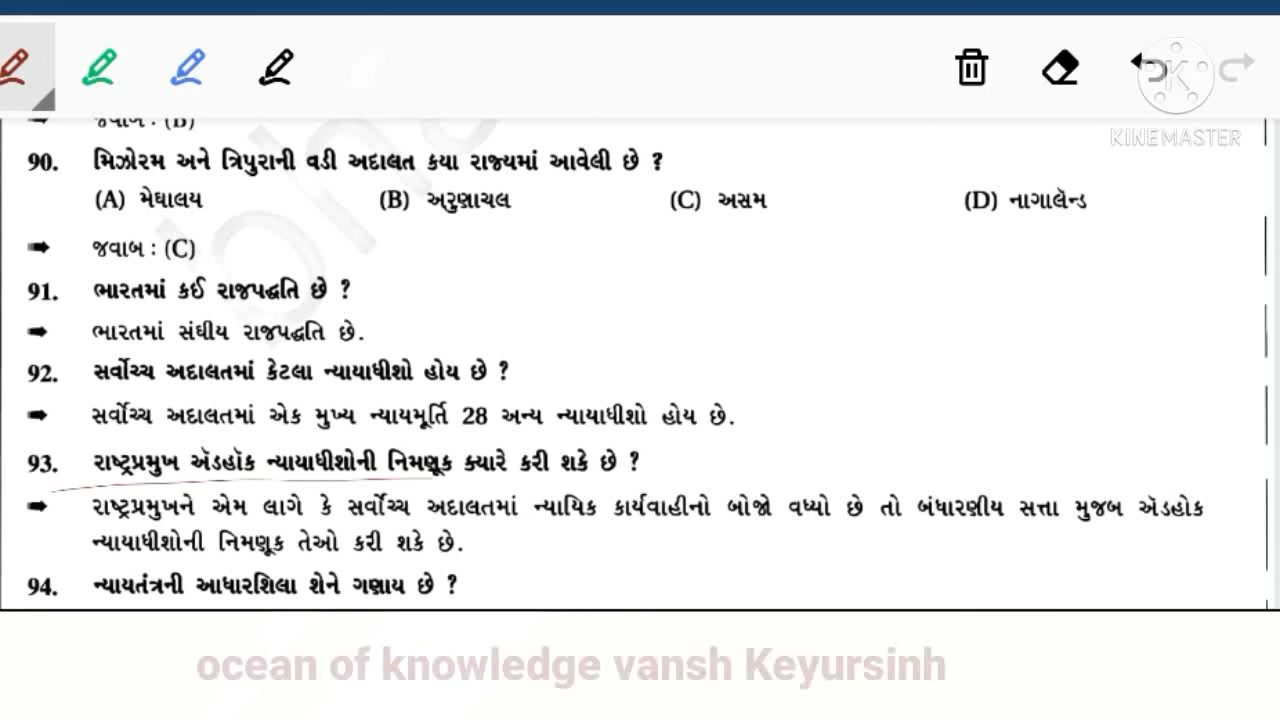 KINEMASTER
જવાબ : (B)
90. મિઝોરમ અને ત્રિપુરાની વડી અદાલત કયા રાજ્યમાં આવેલી છે ?
(A) મેઘાલય (B) અરુણાચલ (C) અસમ (D) નાગાલૅન્ડ
➡ જવાબ : (C)
91. ભારતમાં કઈ રાજપદ્ધતિ છે ?
➡ ભારતમાં સંઘીય રાજપદ્ધતિ છે.
92. સર્વોચ્ચ અદાલતમાં કેટલા ન્યાયાધીશો હોય છે ?
➡ સર્વોચ્ચ અદાલતમાં એક મુખ્ય ન્યાયમૂર્તિ 28 અન્ય ન્યાયાધીશો હોય છે.
93. રાષ્ટ્રપ્રમુખ ઍડહૉક ન્યાયાધીશોની નિમણૂક ક્યારે કરી શકે છે ?
➡ રાષ્ટ્રપ્રમુખને એમ લાગે કે સર્વોચ્ચ અદાલતમાં ન્યાયિક કાર્યવાહીનો બોજો વધ્યો છે તો બંધારણીય સત્તા મુજબ ઍડહોક
ન્યાયાધીશોની નિમણૂક તેઓ કરી શકે છે.
94. ન્યાયતંત્રની આધારશિલા શેને ગણાય છે ?
ocean of knowledge vansh Keyursinh